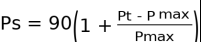 Ps = 90(1 + Pt - P max / Pmax)